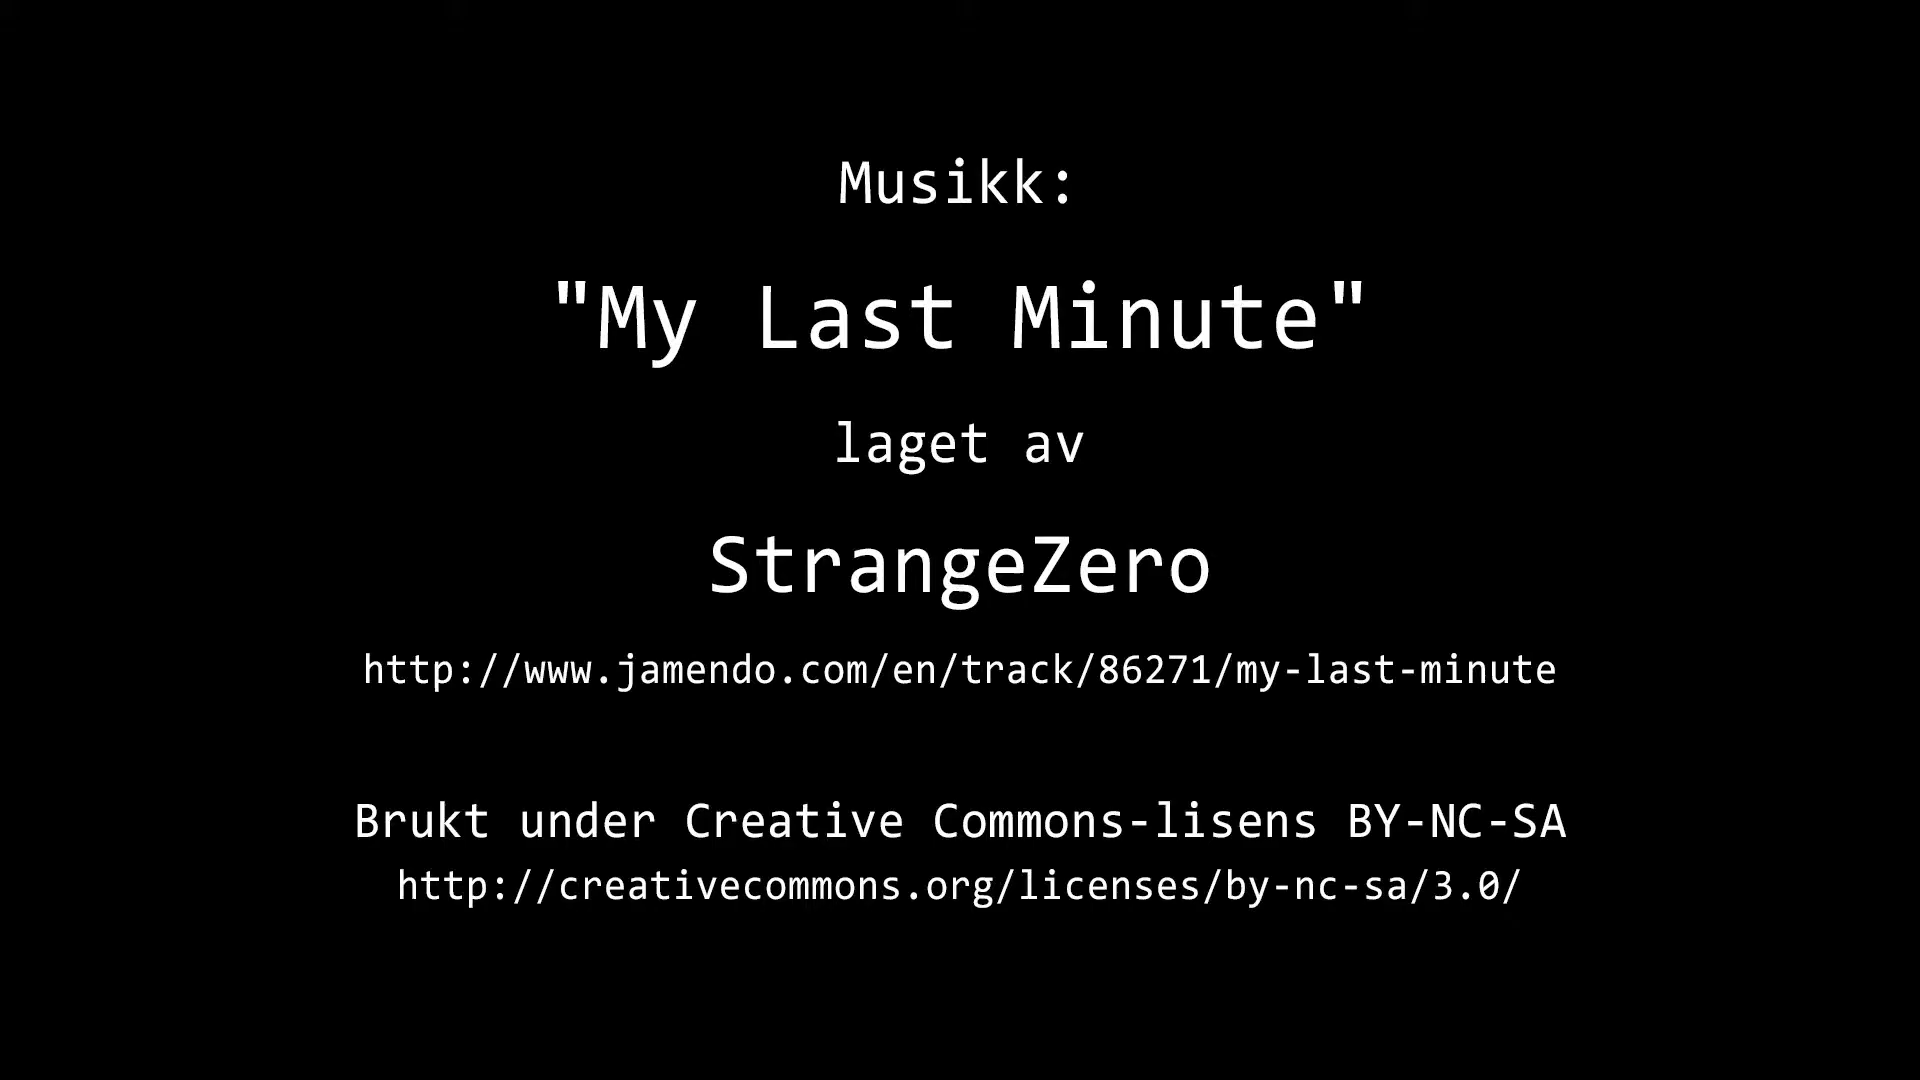 Musikk:
"My Last Minute"
laget av
StrangeZero
http://www.jamendo.com/en/track/86271/my-last-minute
Brukt under Creative Commons-lisens BY-NC-SA
http://creativecommons.org/licenses/by-nc-sa/3.0/